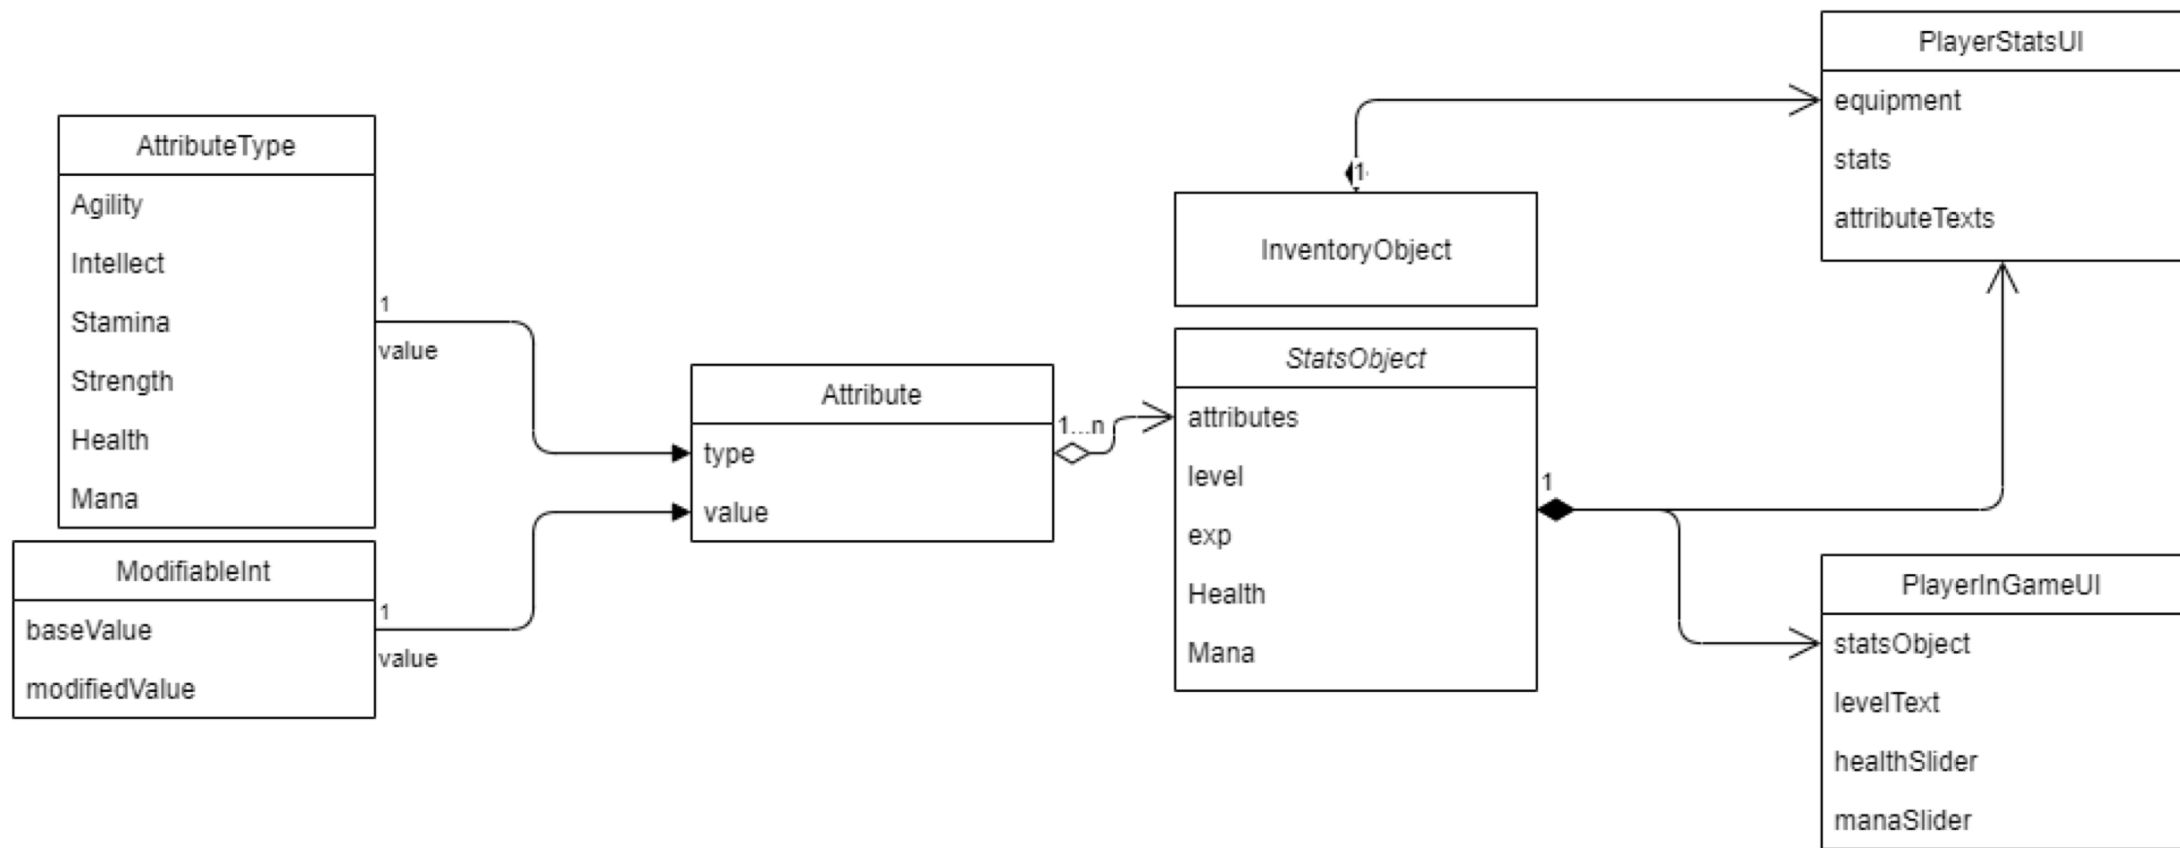 AttributeType
Agility
Intellect
Stamina
Strength
Health
Mana
1
value
ModifiableInt
baseValue
modifiedValue
1
value
Attribute
type
value
1...n
InventoryObject
1
StatsObject
attributes
level
exp
Health
Mana
1
PlayerStatsUI
equipment
stats
attributeTexts
PlayerInGameUI
statsObject
levelText
healthSlider
manaSlider